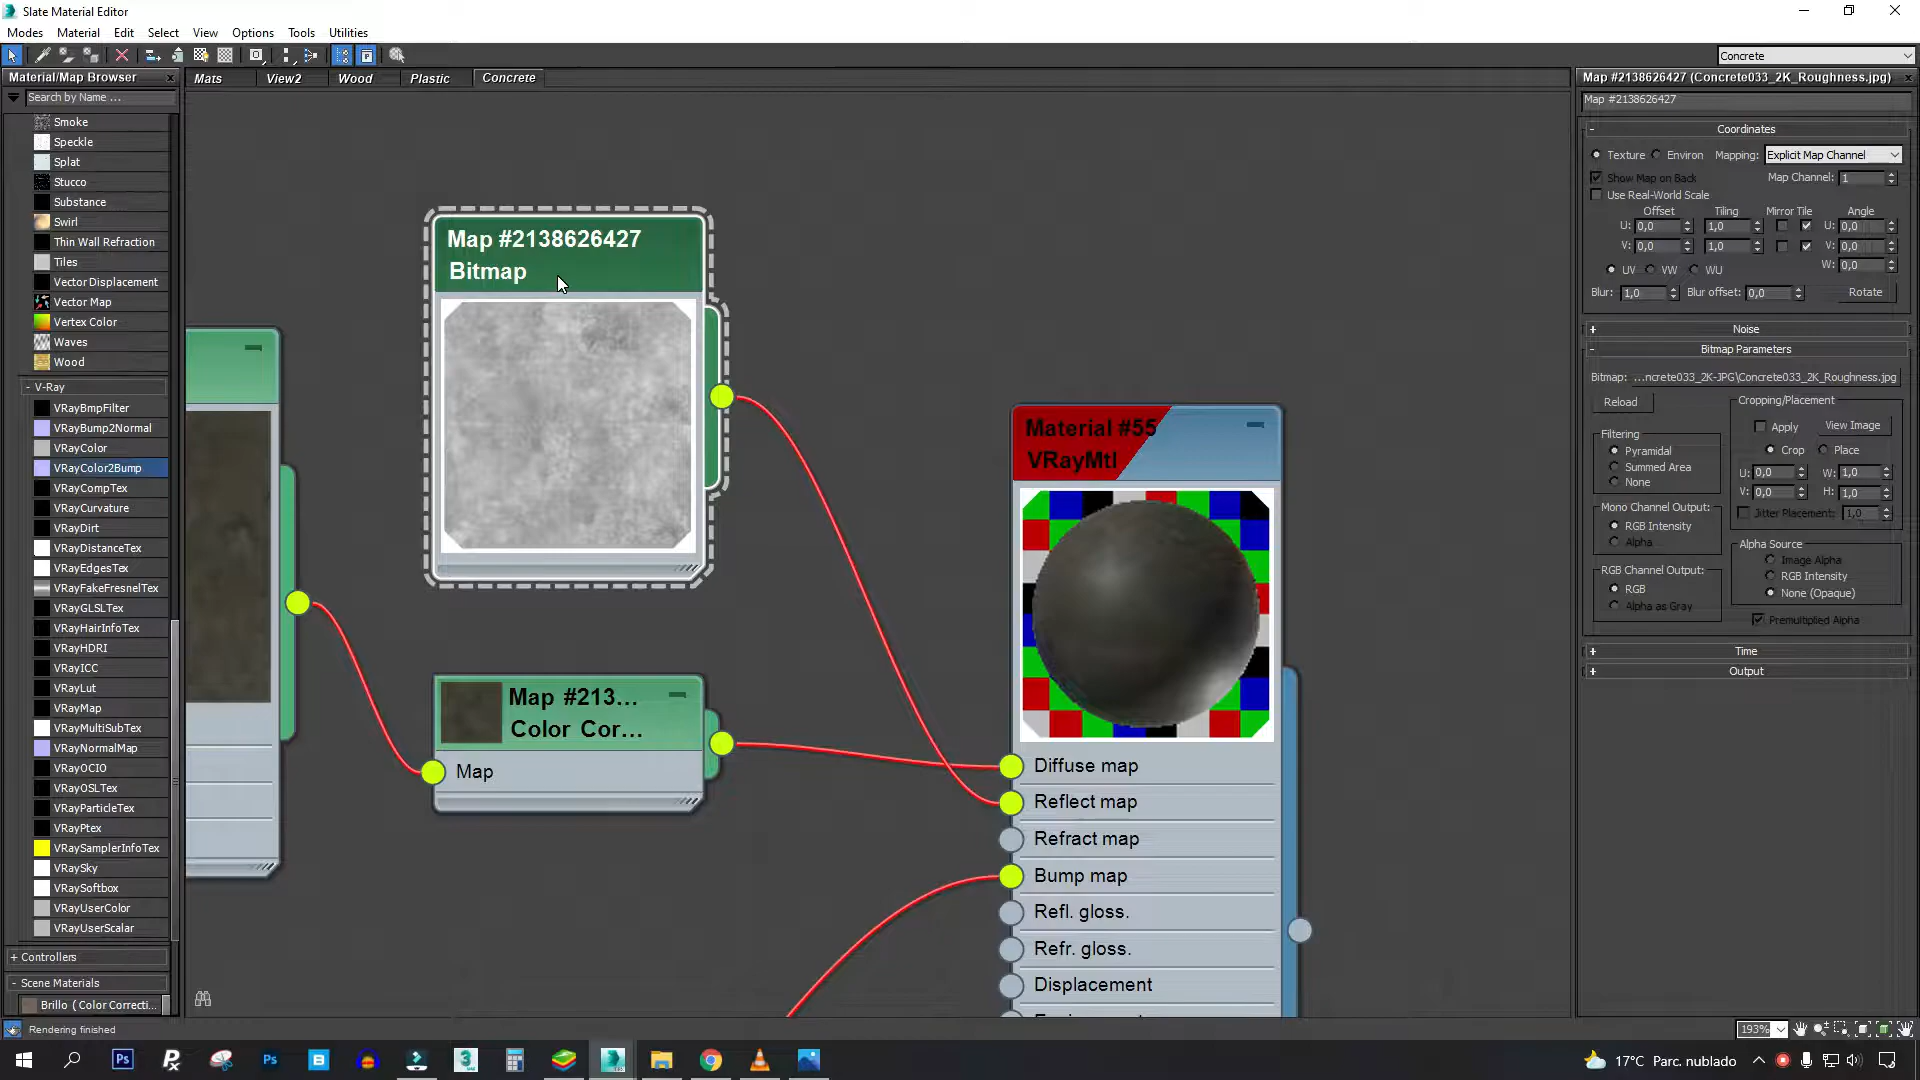 Slate Material Editor
Modes Material Edit Select View Options Tools Utilities
Concrete
Material/Map Browser
Search by Name ...
Smoke
Speckle
Splat
Stucco
Substance
Swirl
Thin Wall Refraction
Tiles
Vector Displacement
Vector Map
Vertex Color
Waves
Wood
- V-Ray
VRayBmpFilter
VRayBump2Normal
VRayColor
VRayColor2Bump
VRayCompTex
VRayCurvature
VRayDirt
VRayDistanceTex
VRayEdgesTex
VRayFakeFresnelTex
VRayGLSLTex
VRayHairInfoTex
VRayHDRI
VRayICC
VRayLut
VRayMap
VRayMultiSubTex
VRayNormalMap
VRayOCIO
VRayOSLTex
VRayParticleTex
VRayPtex
VRaySamplerInfoTex
VRaySky
VRaySoftbox
VRayUserColor
VRayUserScalar
+ Controllers
- Scene Materials
Brillo ( Color Correcti...
Mats View2 Wood Plastic Concrete
Map #2138626427
Bitmap
Map #213...
Color Cor...
Map
Material #55
VRayMtl
Diffuse map
Reflect map
Refract map
Bump map
Refl. gloss.
Refr. gloss.
Displacement
Map #2138626427 (Concrete033_2K_Roughness.jpg)
Map #2138626427
- Coordinates
Texture Environ Mapping: Explicit Map Channel
Show Map on Back Map Channel: 1
Use Real-World Scale
Offset Tiling Mirror Tile Angle
U: 0,0 1,0 U: 0,0
V: 0,0 1,0 V: 0,0
UV VW WU W: 0,0
Blur: 1,0 Blur offset: 0,0 Rotate
+ Noise
- Bitmap Parameters
Bitmap: ...ncrete033_2K-JPG\Concrete033_2K_Roughness.jpg
Reload
Cropping/Placement
Apply View Image
Crop Place
U: 0,0 W: 1,0
V: 0,0 H: 1,0
Jitter Placement: 1,0
Filtering
Pyramidal
Summed Area
None
Mono Channel Output:
RGB Intensity
Alpha
RGB Channel Output:
RGB
Alpha as Gray
Alpha Source
Image Alpha
RGB Intensity
None (Opaque)
Premultiplied Alpha
+ Time
+ Output
Rendering finished
193%
17°C Parc. nublado